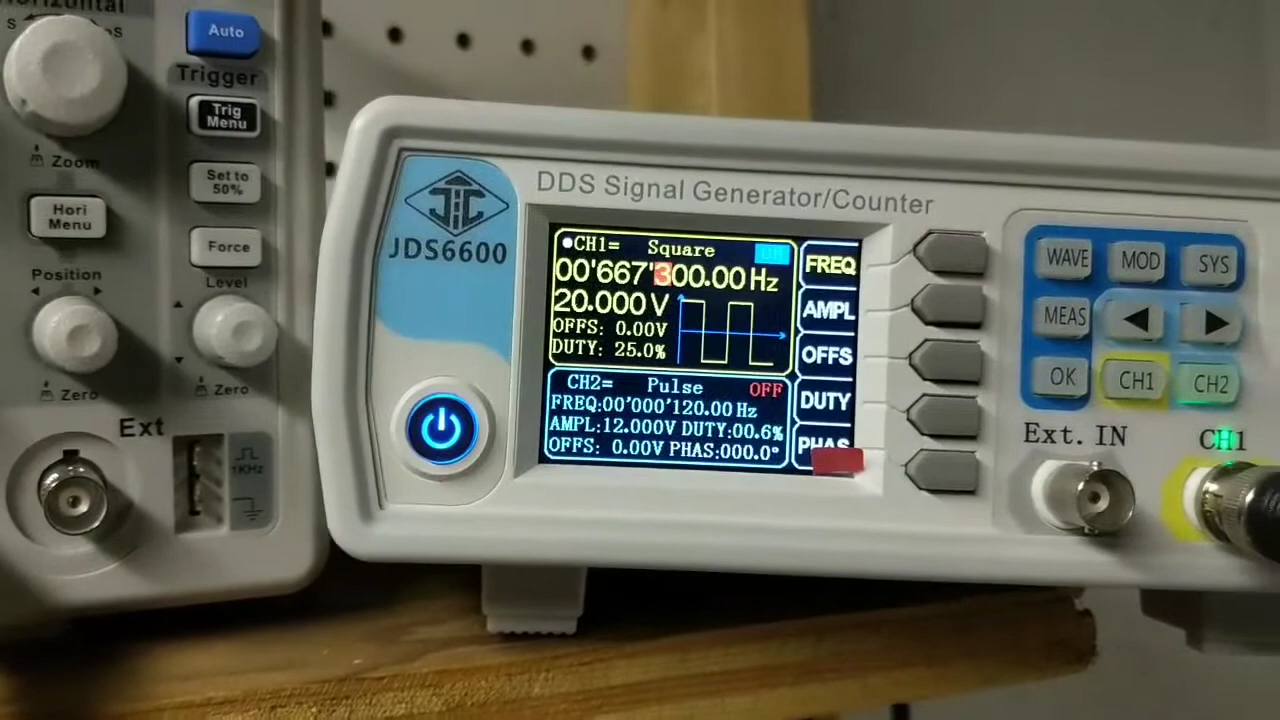 Horizontal
S
nS
Zoom
Hori
Menu
Position
Zero
Ext
Auto
Trigger
Trig
Menu
Set to
50%
Force
Level
Zero
1KHz
JDS6600
DDS Signal Generator/Counter
CH1= Square
00'667'300.00 Hz
20.000 V
OFFS: 0.00V
DUTY: 25.0%
CH2= Pulse OFF
FREQ:00'000'120.00 Hz
AMPL:12.000V DUTY:00.6%
OFFS: 0.00V PHAS:000.0°
FREQ
AMPL
OFFS
DUTY
PHAS
WAVE MOD SYS
MEAS
OK CH1 CH2
Ext. IN CH1